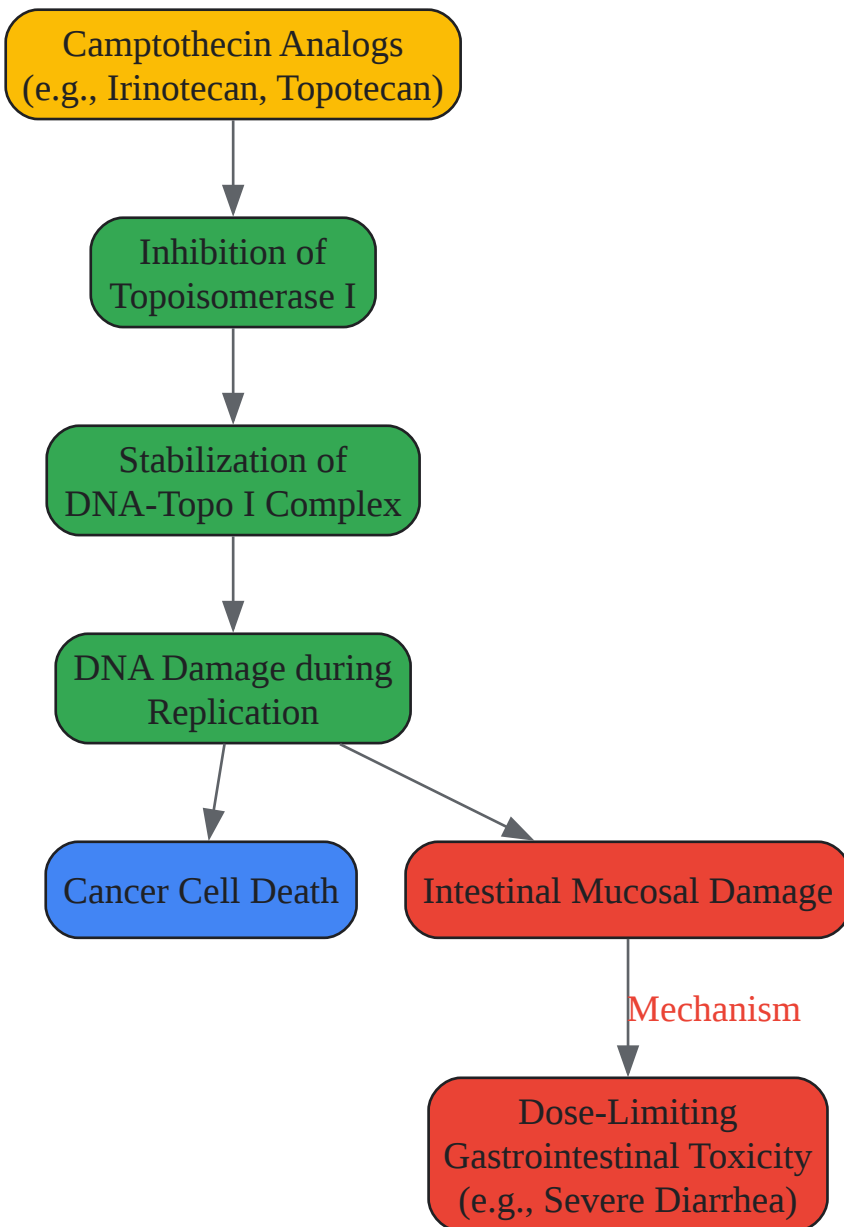 Camptothecin Analogs
(e.g., Irinotecan, Topotecan)
Inhibition of
Topoisomerase I
Stabilization of
DNA-Topo I Complex
DNA Damage during
Replication
Cancer Cell Death
Intestinal Mucosal Damage
Mechanism
Dose-Limiting
Gastrointestinal Toxicity
(e.g., Severe Diarrhea)